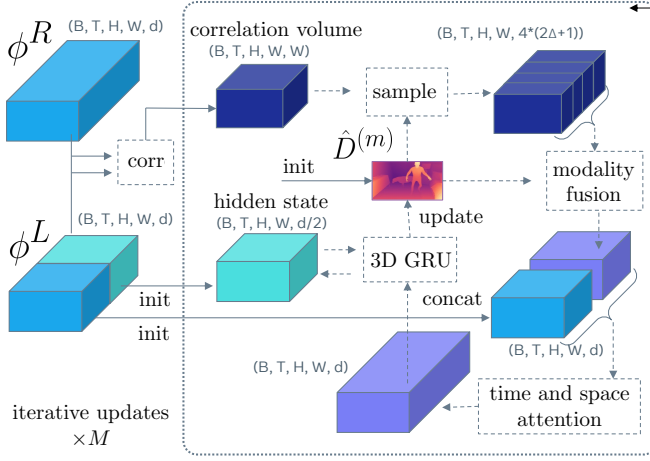 ϕ^R
(B, T, H, W, d)
correlation volume
(B, T, H, W, W)
(B, T, H, W, 4*(2Δ+1))
sample
corr
D̂^(m)
init
modality
fusion
ϕ^L
(B, T, H, W, d)
hidden state
(B, T, H, W, d/2)
update
3D GRU
init
concat
init
(B, T, H, W, d)
(B, T, H, W, d)
time and space
attention
iterative updates
×M